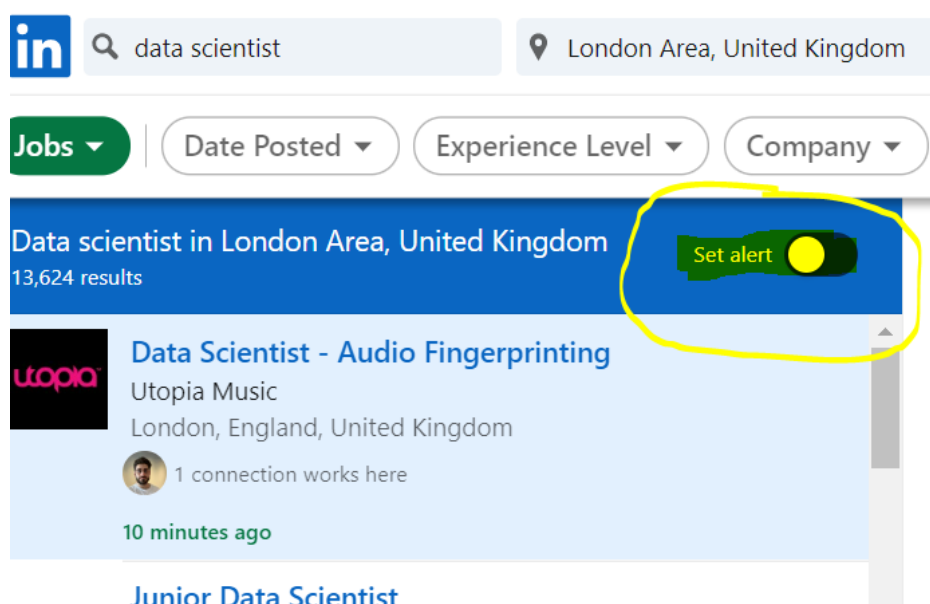 in data scientist London Area, United Kingdom
Jobs Date Posted Experience Level Company
Data scientist in London Area, United Kingdom
Set alert
13,624 results
utopia
Data Scientist - Audio Fingerprinting
Utopia Music
London, England, United Kingdom
1 connection works here
10 minutes ago
Junior Data Scientist